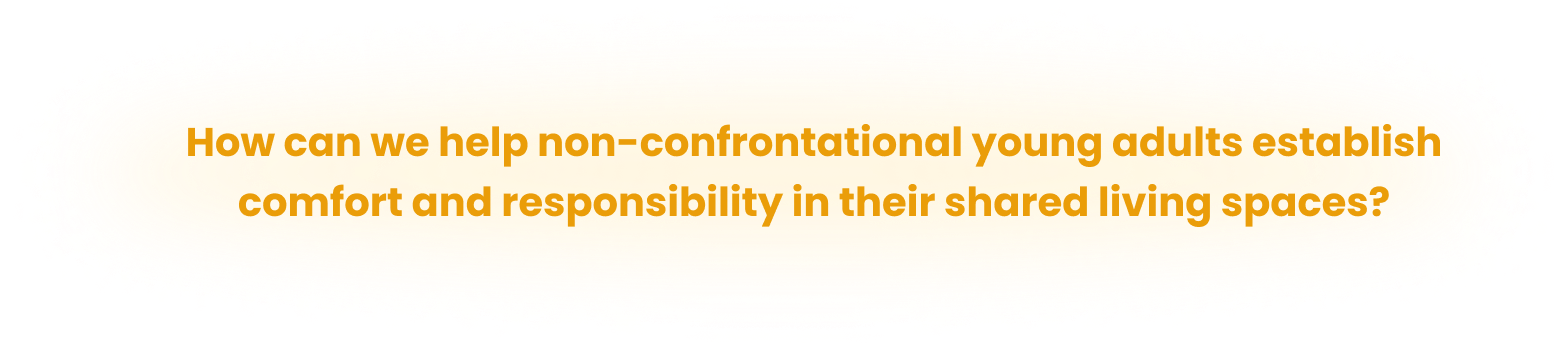 How can we help non-confrontational young adults establish
comfort and responsibility in their shared living spaces?